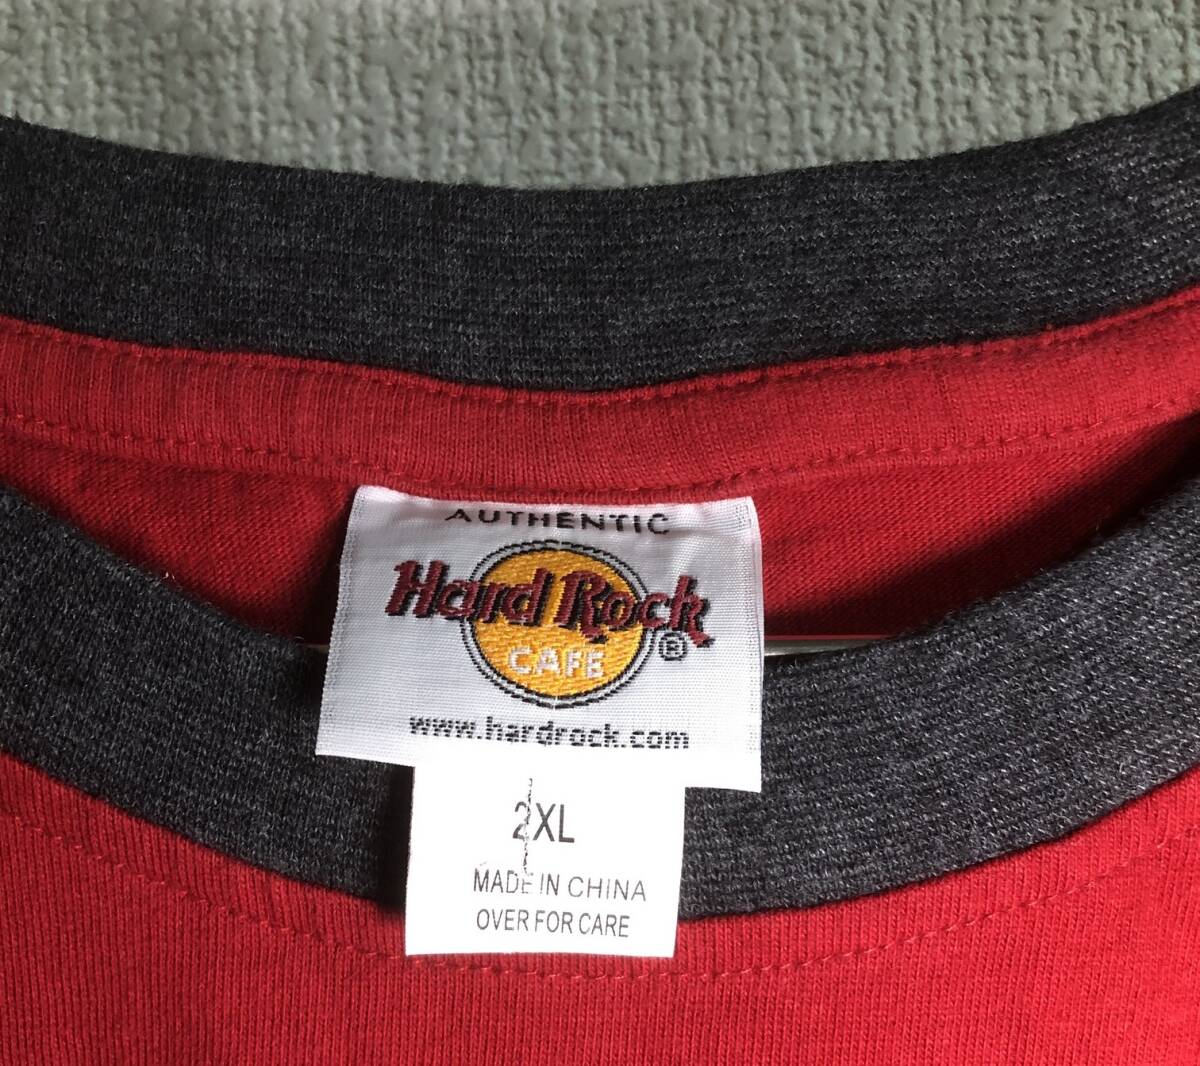 AUTHENTIC
Hard Rock
CAFE
®
www.hardrock.com
2XL
MADE IN CHINA
OVER FOR CARE